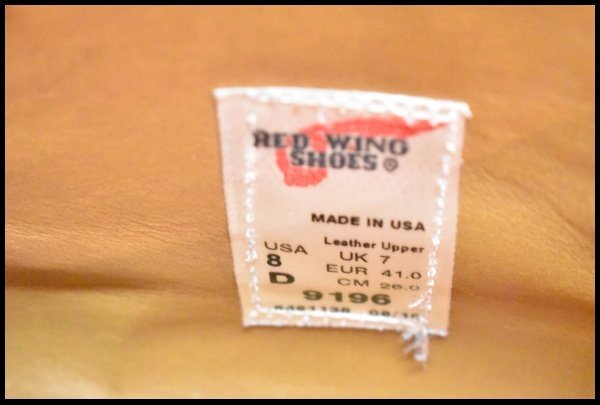 RED WING
SHOES®
MADE IN USA
Leather Upper
USA UK 7
8 EUR 41.0
D CM 26.0
9196